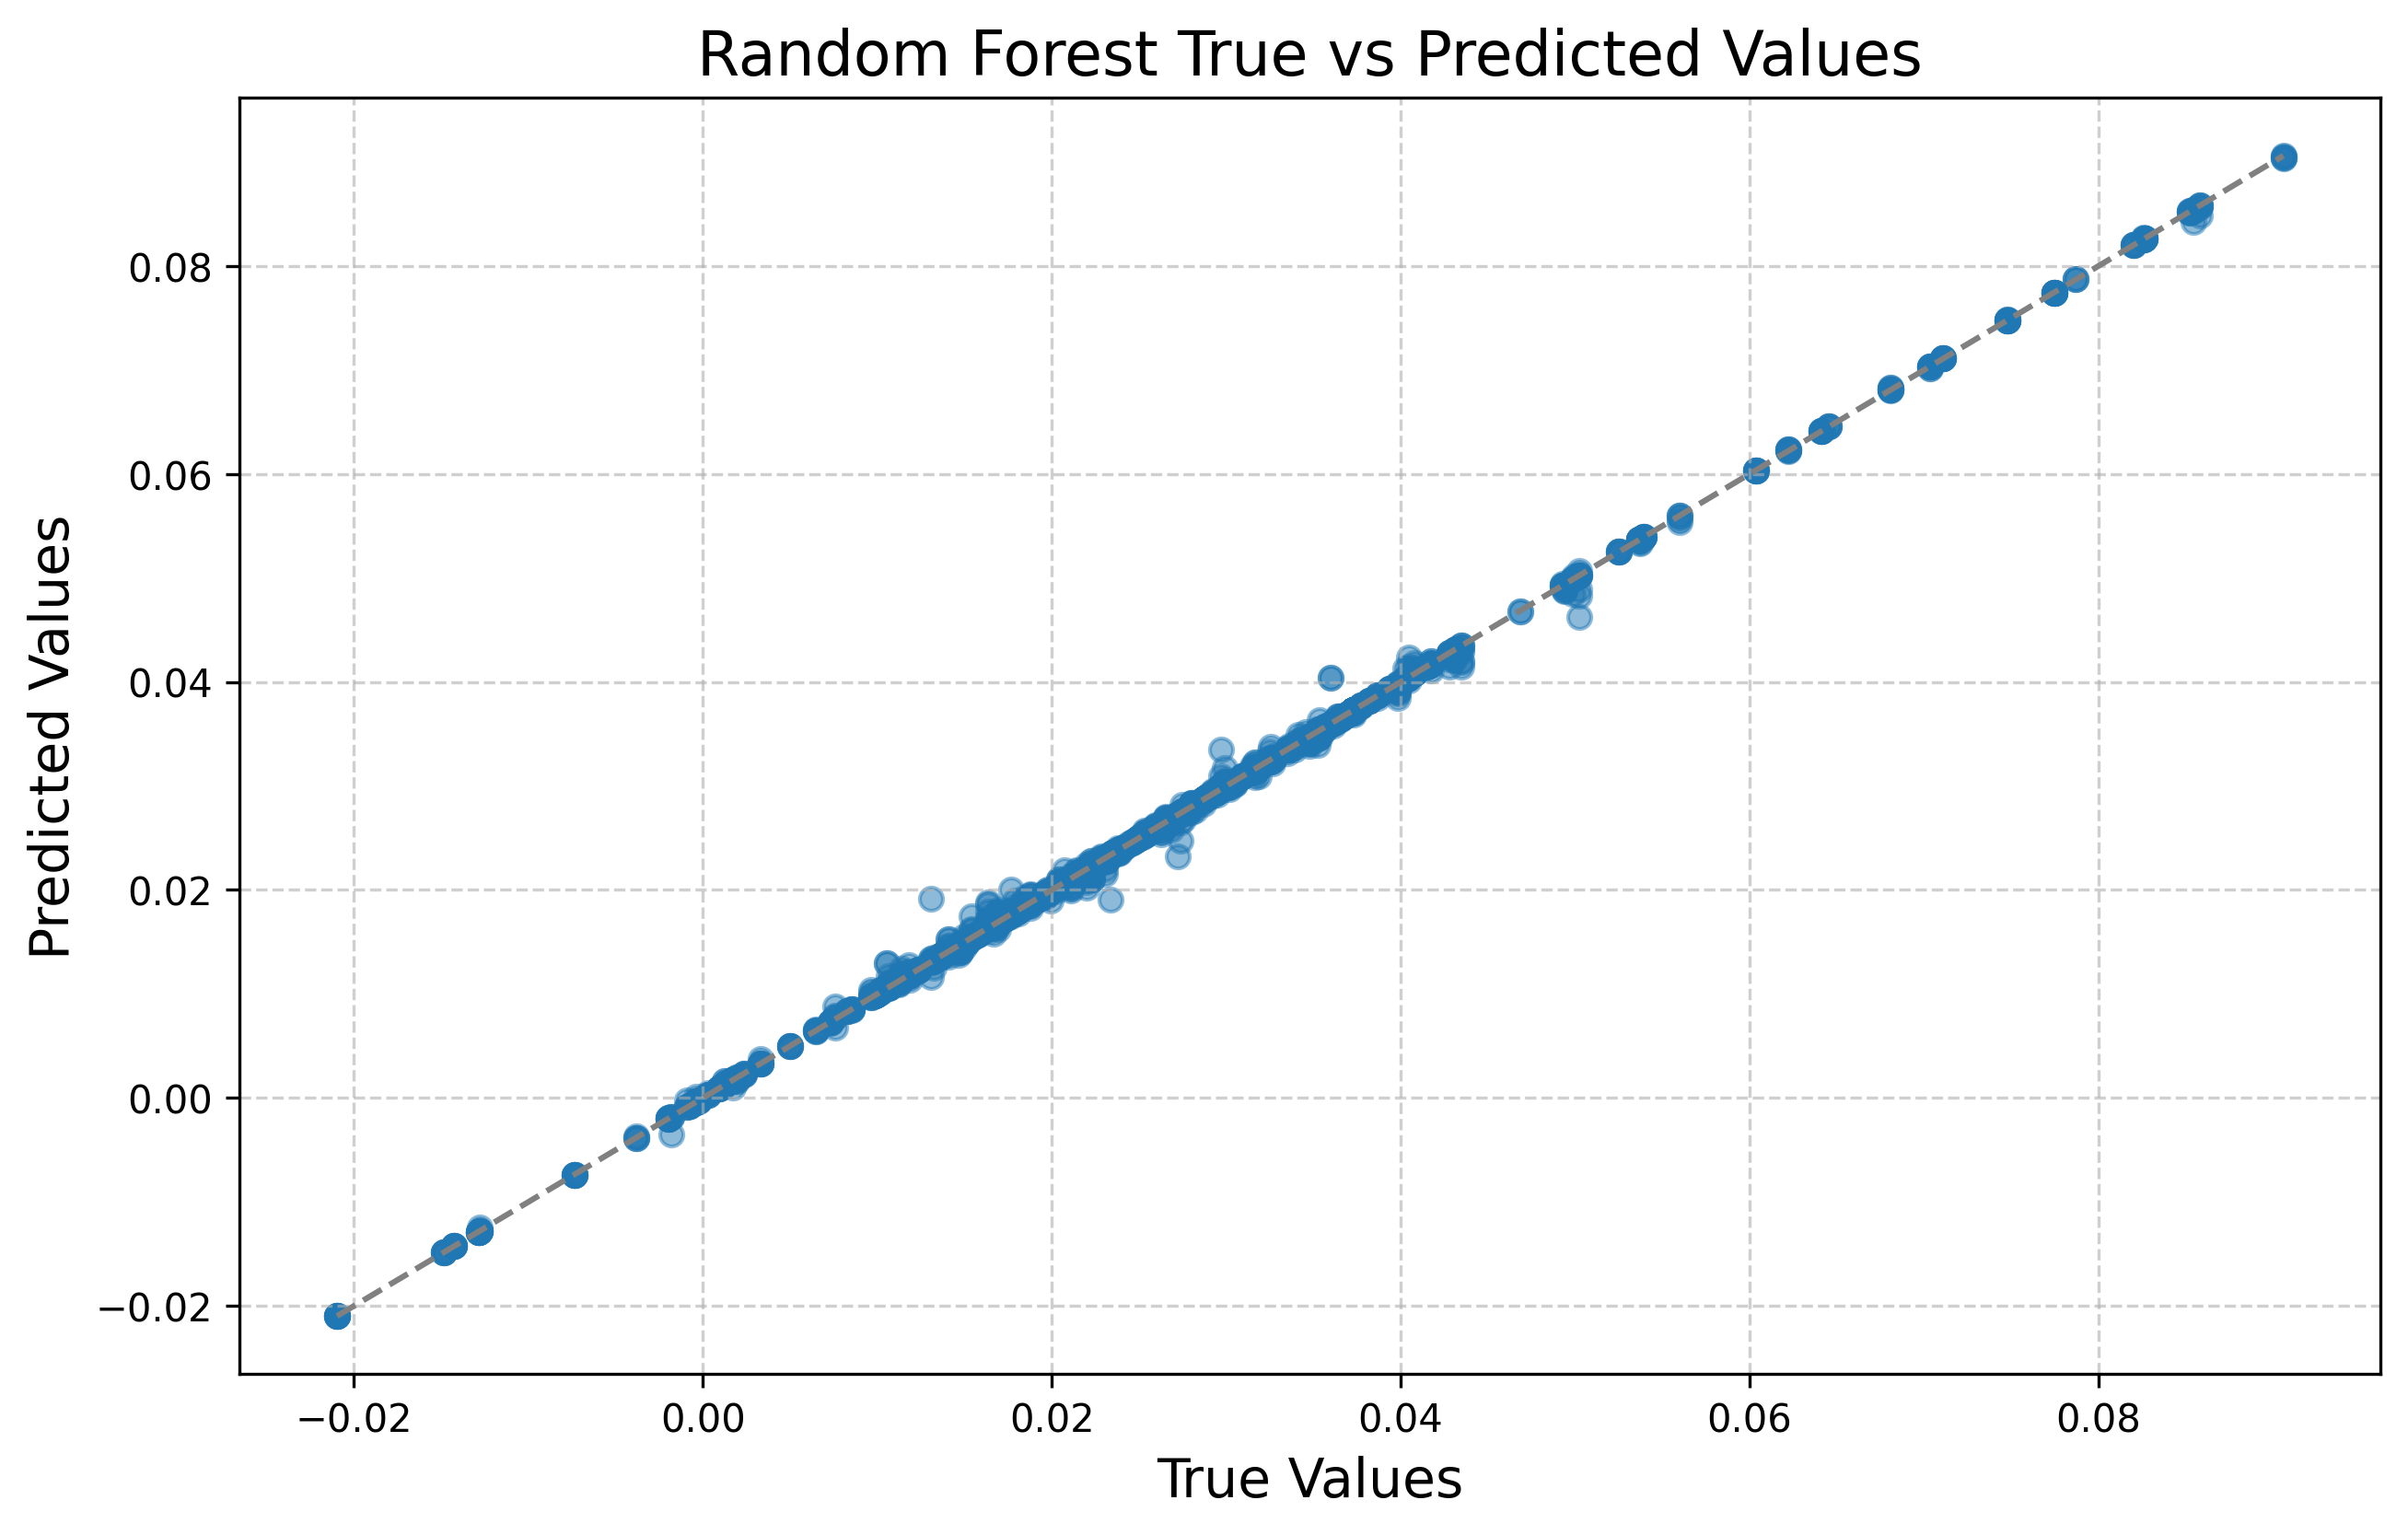 Random Forest True vs Predicted Values
Predicted Values
0.08
0.06
0.04
0.02
0.00
−0.02
−0.02 0.00 0.02 0.04 0.06 0.08
True Values